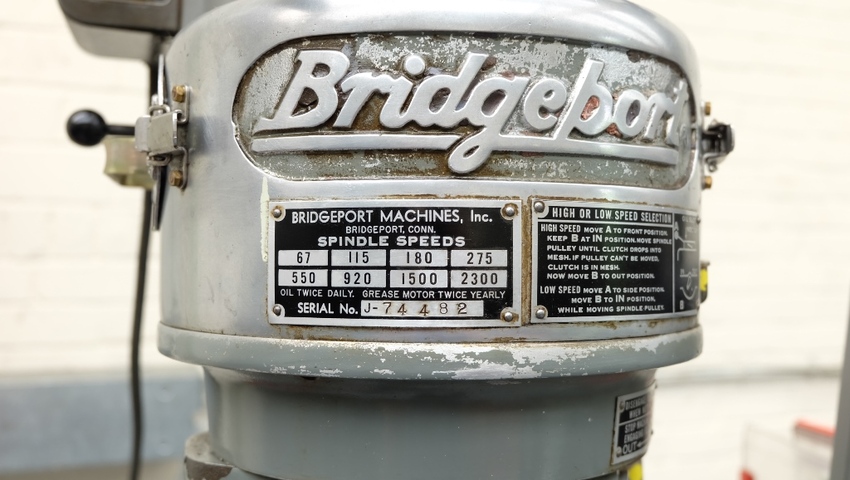 Bridgeport
BRIDGEPORT MACHINES, Inc.
BRIDGEPORT, CONN.
SPINDLE SPEEDS
67 115 180 275
550 920 1500 2300
OIL TWICE DAILY. GREASE MOTOR TWICE YEARLY
SERIAL No. J-74482
HIGH OR LOW SPEED SELECTION
HIGH SPEED MOVE A TO FRONT POSITION.
KEEP B AT IN POSITION. MOVE SPINDLE
PULLEY UNTIL CLUTCH DROPS INTO
MESH. IF PULLEY CAN'T BE MOVED,
CLUTCH IS IN MESH.
NOW MOVE B TO OUT POSITION.
LOW SPEED MOVE A TO SIDE POSITION.
MOVE B TO IN POSITION,
WHILE MOVING SPINDLE PULLEY.
B
WHEN
STOP
OUT